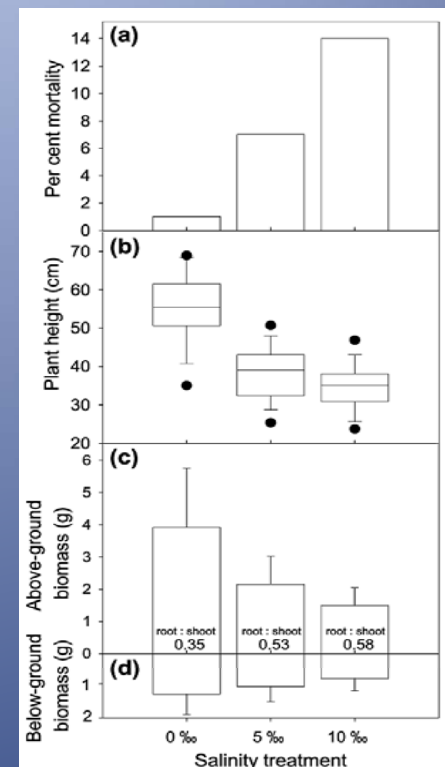 (a)
Per cent mortality
14
12
10
8
6
4
2
0
(b)
Plant height (cm)
70
60
50
40
30
20
(c)
Above-ground
biomass (g)
6
5
4
3
2
1
0
root : shoot
0.35
root : shoot
0.53
root : shoot
0.58
(d)
Below-ground
biomass (g)
1
2
0 ‰
5 ‰
10 ‰
Salinity treatment